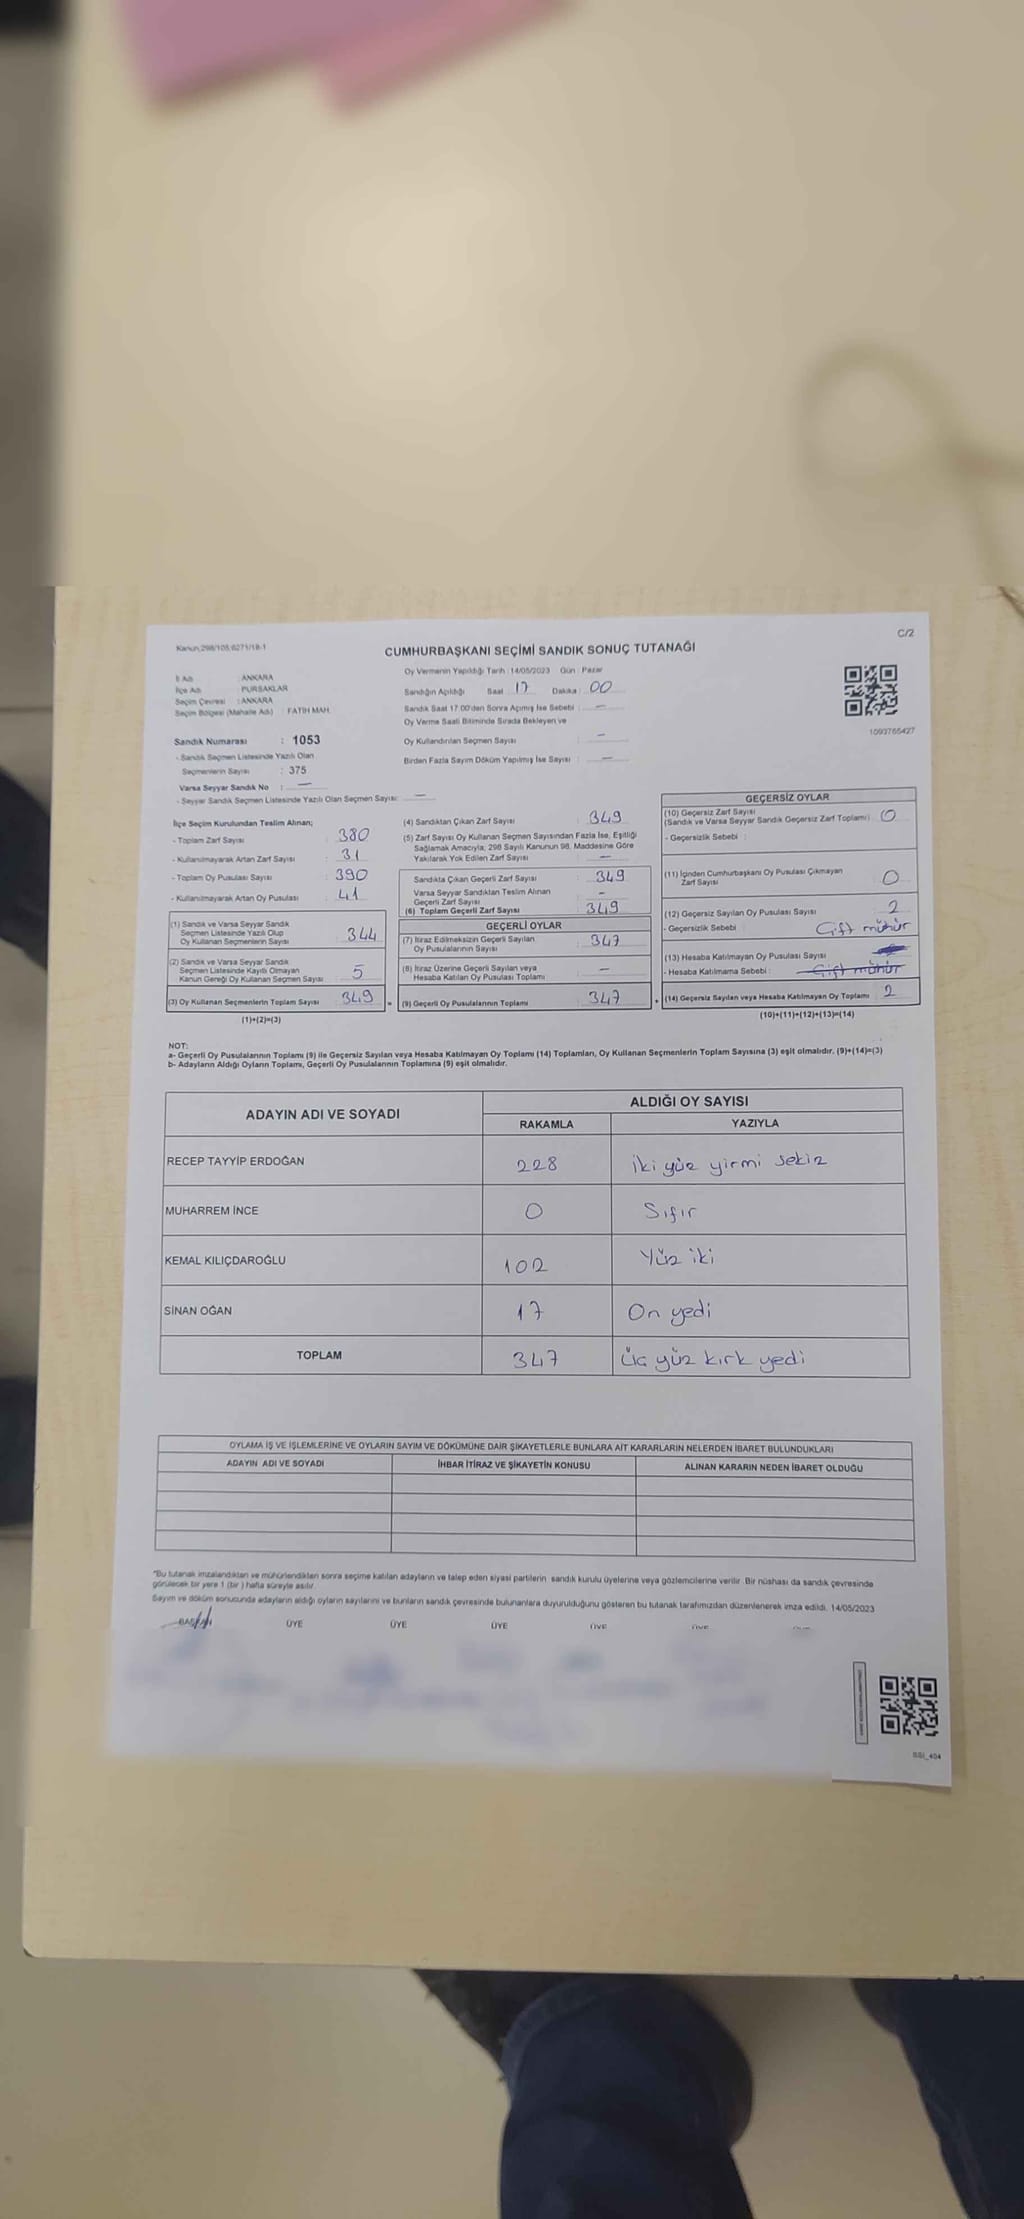 Kanun,298/105;6271/18-1
C/2
CUMHURBAŞKANI SEÇİMİ SANDIK SONUÇ TUTANAĞI
İl Adı : ANKARA
İlçe Adı : PURSAKLAR
Seçim Çevresi : ANKARA
Seçim Bölgesi (Mahalle Adı) : FATİH MAH.
Sandık Numarası : 1053
- Sandık Seçmen Listesinde Yazılı Olan
Seçmenlerin Sayısı : 375
Varsa Seyyar Sandık No : —
- Seyyar Sandık Seçmen Listesinde Yazılı Olan Seçmen Sayısı: —
Oy Vermenin Yapıldığı Tarih : 14/05/2023 Gün : Pazar
Sandığın Açıldığı Saat 17 Dakika : 00
Sandık Saat 17:00'den Sonra Açımış İse Sebebi : —
Oy Verme Saati Bitiminde Sırada Bekleyen ve
Oy Kullandırılan Seçmen Sayısı : —
Birden Fazla Sayım Döküm Yapılmış İse Sayısı : —
1093765427
İlçe Seçim Kurulundan Teslim Alınan;
- Toplam Zarf Sayısı : 380
- Kullanılmayarak Artan Zarf Sayısı : 31
- Toplam Oy Pusulası Sayısı : 390
- Kullanılmayarak Artan Oy Pusulası : 41
(1) Sandık ve Varsa Seyyar Sandık
Seçmen Listesinde Yazılı Olup
Oy Kullanan Seçmenlerin Sayısı 344
(2) Sandık ve Varsa Seyyar Sandık
Seçmen Listesinde Kayıtlı Olmayan
Kanun Gereği Oy Kullanan Seçmen Sayısı 5
(3) Oy Kullanan Seçmenlerin Toplam Sayısı 349 =
(1)+(2)=(3)
(4) Sandıktan Çıkan Zarf Sayısı : 349
(5) Zarf Sayısı Oy Kullanan Seçmen Sayısından Fazla İse, Eşitliği
Sağlamak Amacıyla; 298 Sayılı Kanunun 98. Maddesine Göre
Yakılarak Yok Edilen Zarf Sayısı : —
Sandıkta Çıkan Geçerli Zarf Sayısı : 349
Varsa Seyyar Sandıktan Teslim Alınan
Geçerli Zarf Sayısı : -
(6) Toplam Geçerli Zarf Sayısı : 349
GEÇERLİ OYLAR
(7) İtiraz Edilmeksizin Geçerli Sayılan
Oy Pusulalarının Sayısı : 347
(8) İtiraz Üzerine Geçerli Sayılan veya
Hesaba Katılan Oy Pusulası Toplamı : —
(9) Geçerli Oy Pusulalarının Toplamı : 347 +
GEÇERSİZ OYLAR
(10) Geçersiz Zarf Sayısı
(Sandık ve Varsa Seyyar Sandık Geçersiz Zarf Toplamı) : 0
- Geçersizlik Sebebi :
(11) İçinden Cumhurbaşkanı Oy Pusulası Çıkmayan
Zarf Sayısı : 0
(12) Geçersiz Sayılan Oy Pusulası Sayısı : 2
- Geçersizlik Sebebi : Çift mühür
(13) Hesaba Katılmayan Oy Pusulası Sayısı :
- Hesaba Katılmama Sebebi : Çift mühür
(14) Geçersiz Sayılan veya Hesaba Katılmayan Oy Toplamı : 2
(10)+(11)+(12)+(13)=(14)
NOT:
a- Geçerli Oy Pusulalarının Toplamı (9) ile Geçersiz Sayılan veya Hesaba Katılmayan Oy Toplamı (14) Toplamları, Oy Kullanan Seçmenlerin Toplam Sayısına (3) eşit olmalıdır. (9)+(14)=(3)
b- Adayların Aldığı Oyların Toplamı, Geçerli Oy Pusulalarının Toplamına (9) eşit olmalıdır.
ADAYIN ADI VE SOYADI ALDIĞI OY SAYISI
RAKAMLA YAZIYLA
RECEP TAYYİP ERDOĞAN 228 iki yüz yirmi sekiz
MUHARREM İNCE 0 Sıfır
KEMAL KILIÇDAROĞLU 102 Yüz iki
SİNAN OĞAN 17 On yedi
TOPLAM 347 Üç yüz kırk yedi
OYLAMA İŞ VE İŞLEMLERİNE VE OYLARIN SAYIM VE DÖKÜMÜNE DAİR ŞİKAYETLERLE BUNLARA AİT KARARLARIN NELERDEN İBARET BULUNDUKLARI
ADAYIN ADI VE SOYADI İHBAR İTİRAZ VE ŞİKAYETİN KONUSU ALINAN KARARIN NEDEN İBARET OLDUĞU
*Bu tutanak imzalandıktan ve mühürlendikten sonra seçime katılan adayların ve talep eden siyasi partilerin sandık kurulu üyelerine veya gözlemcilerine verilir. Bir nüshası da sandık çevresinde
görülecek bir yere 1 (bir ) hafta süreyle asılır.
Sayım ve döküm sonucunda adayların aldığı oyların sayılarını ve bunların sandık çevresinde bulunanlara duyurulduğunu gösteren bu tutanak tarafımızdan düzenlenerek imza edildi. 14/05/2023
BAŞKAN ÜYE ÜYE ÜYE ÜYE ÜYE
SSI_404